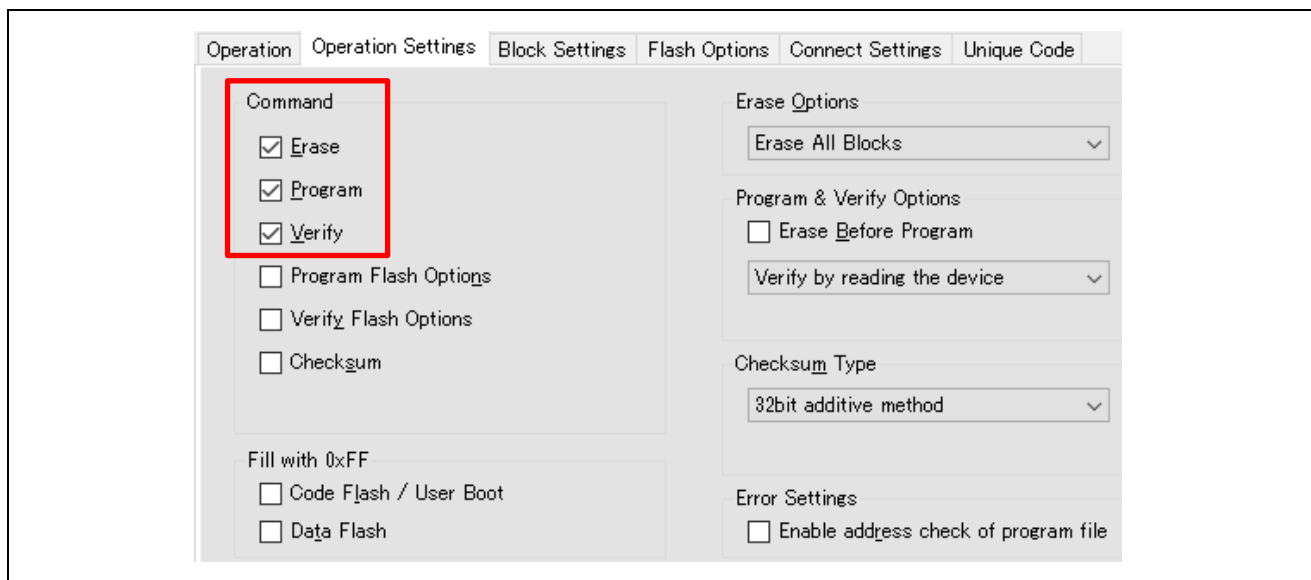 Operation Operation Settings Block Settings Flash Options Connect Settings Unique Code
Command
Erase
Program
Verify
Program Flash Options
Verify Flash Options
Checksum
Fill with 0xFF
Code Flash / User Boot
Data Flash
Erase Options
Erase All Blocks
Program & Verify Options
Erase Before Program
Verify by reading the device
Checksum Type
32bit additive method
Error Settings
Enable address check of program file